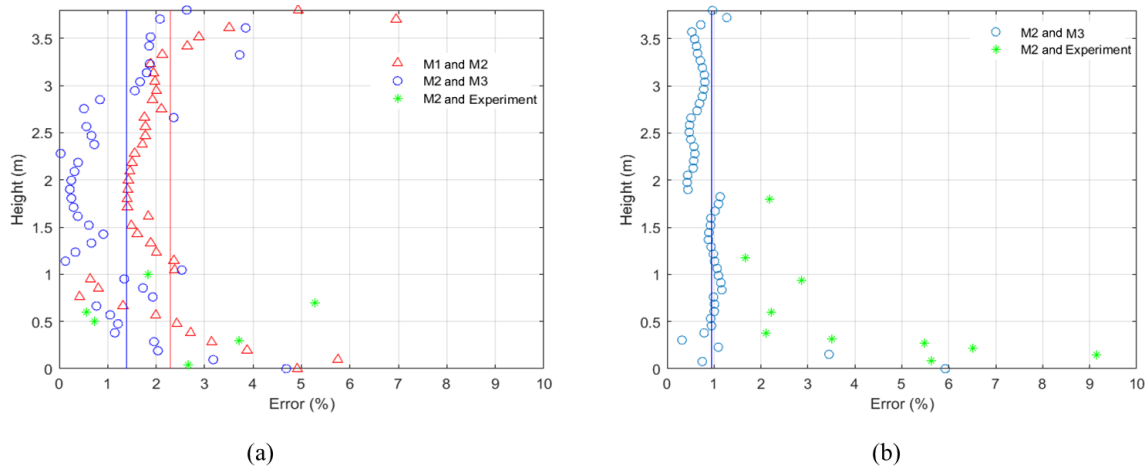 3.5
3
2.5
2
1.5
1
0.5
0
Height (m)
0 1 2 3 4 5 6 7 8 9 10
Error (%)
M1 and M2
M2 and M3
M2 and Experiment
(a)
3.5
3
2.5
2
1.5
1
0.5
0
Height (m)
0 1 2 3 4 5 6 7 8 9 10
Error (%)
M2 and M3
M2 and Experiment
(b)